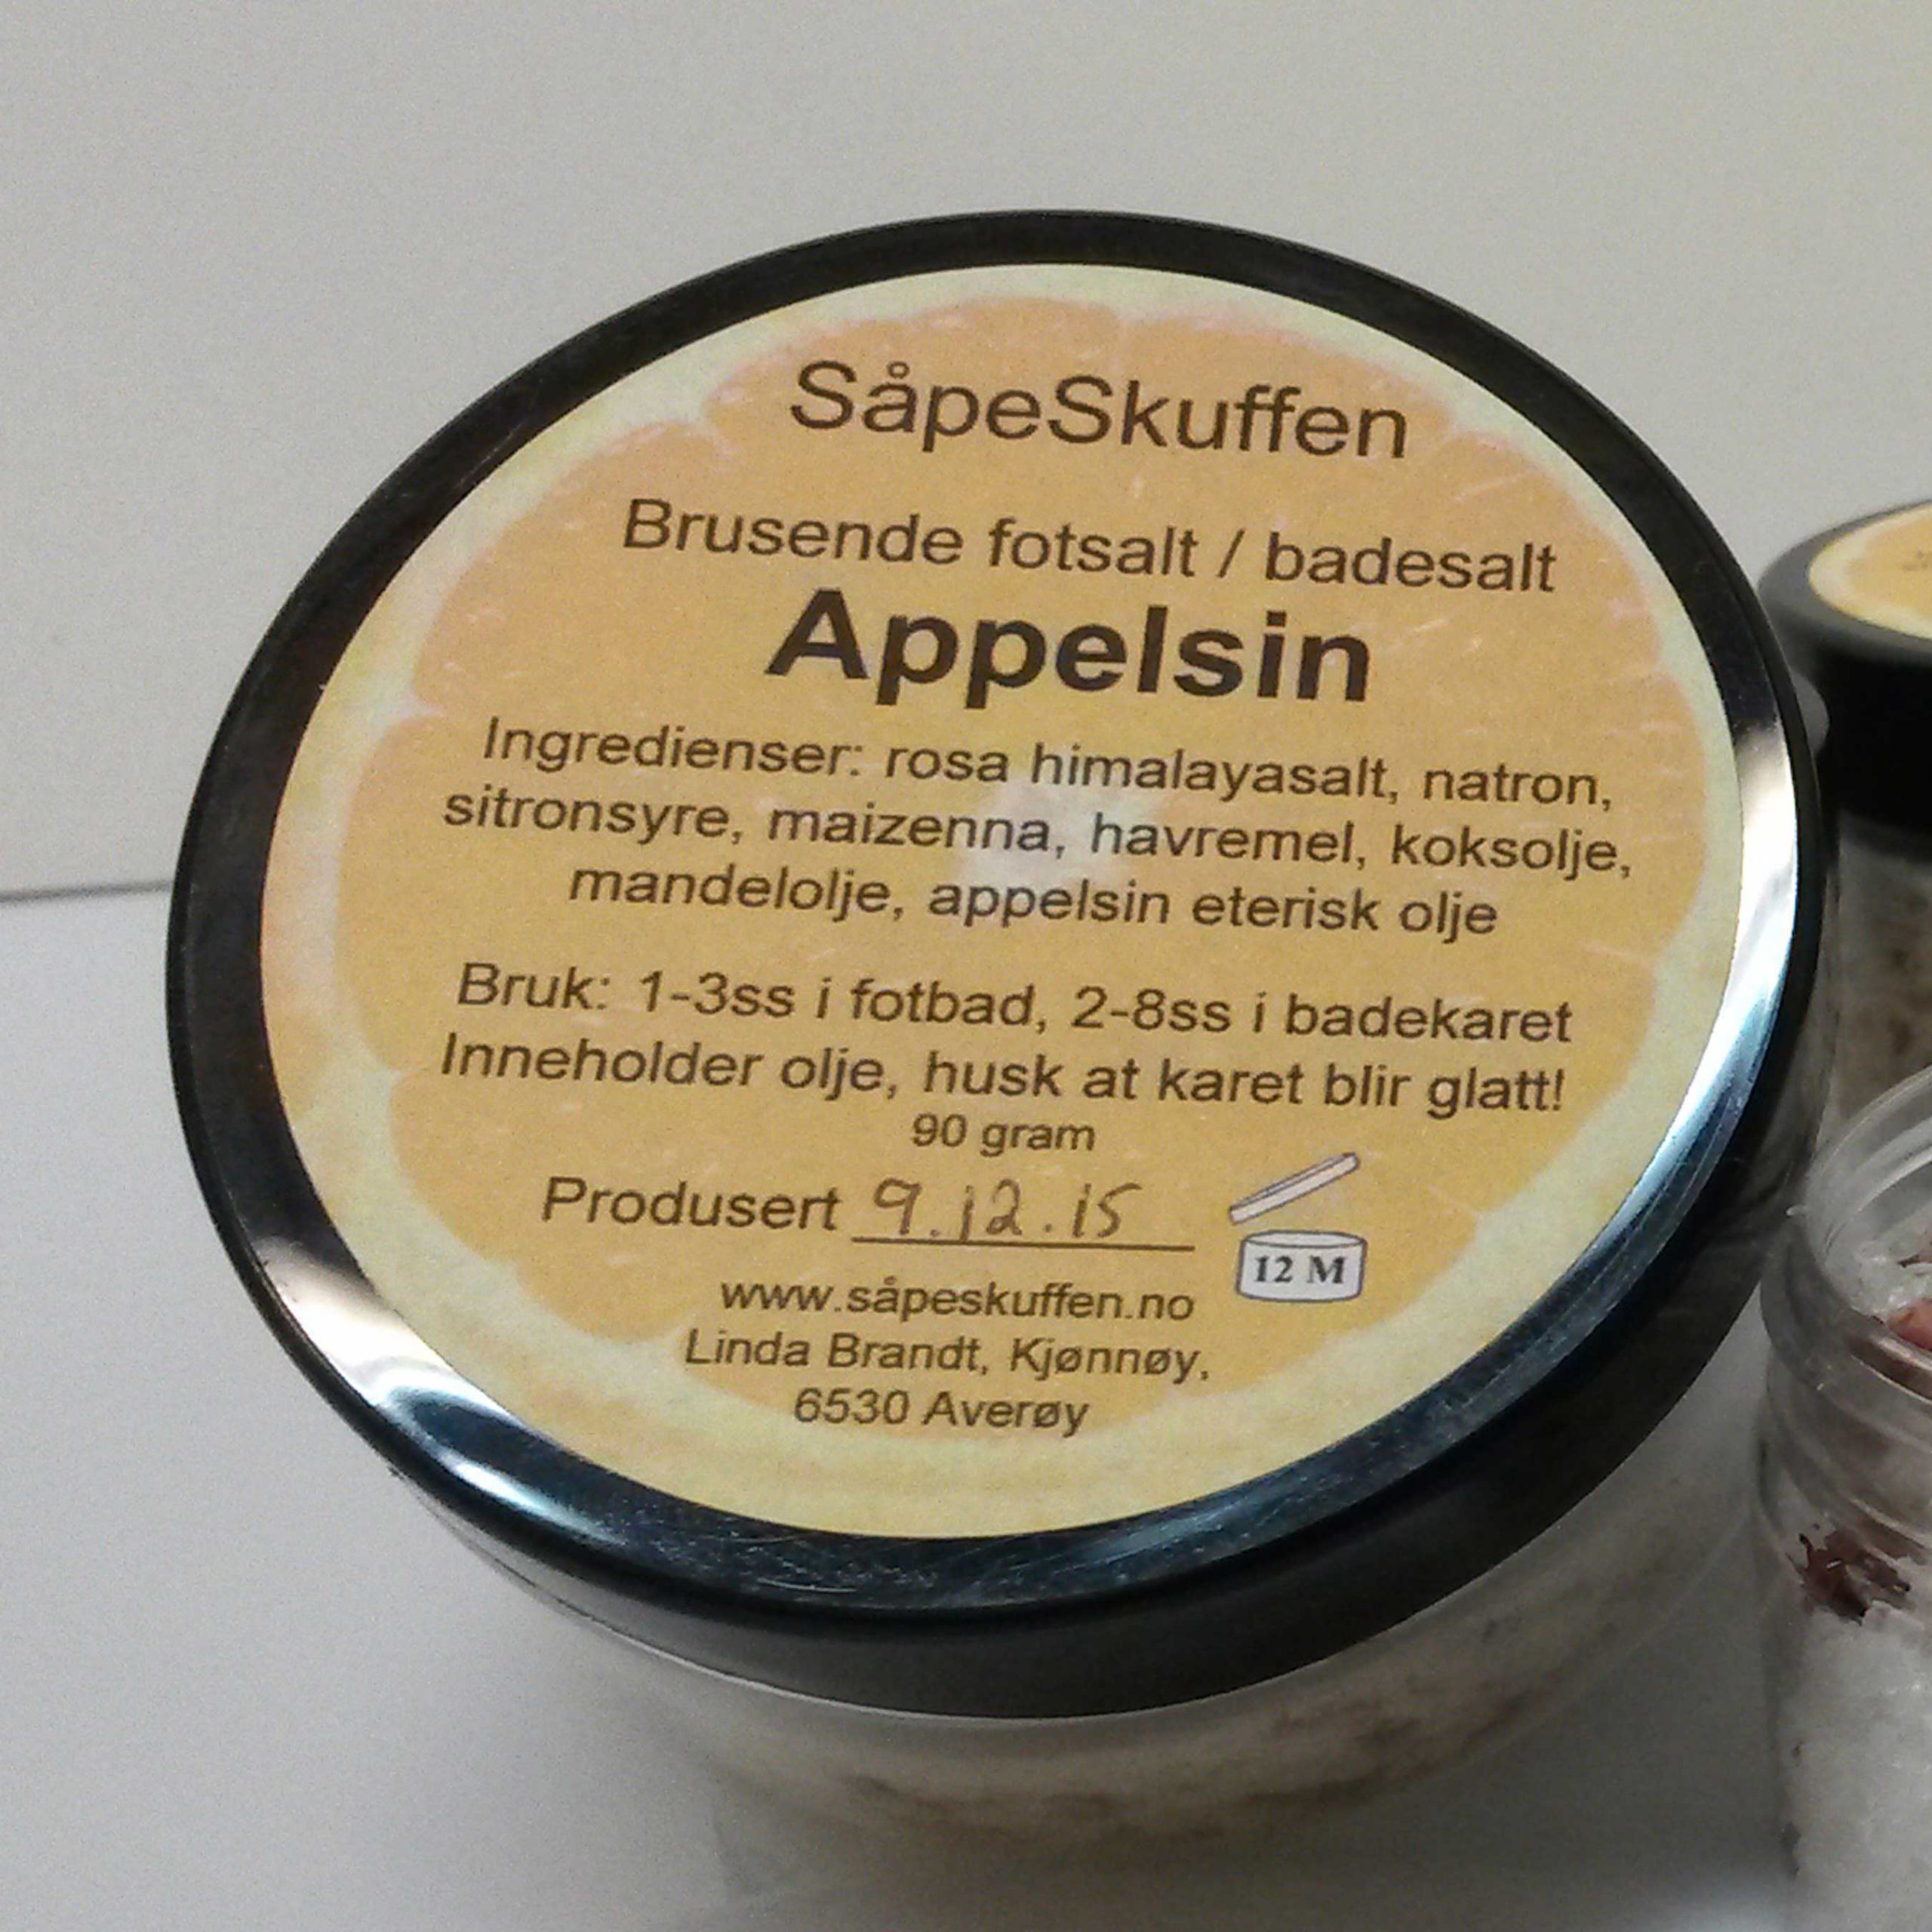 SåpeSkuffen
Brusende fotsalt / badesalt
Appelsin
Ingredienser: rosa himalayasalt, natron,
sitronsyre, maizenna, havremel, koksolje,
mandelolje, appelsin eterisk olje
Bruk: 1-3ss i fotbad, 2-8ss i badekaret
Inneholder olje, husk at karet blir glatt!
90 gram
Produsert 9.12.15
12 M
www.såpeskuffen.no
Linda Brandt, Kjønnøy,
6530 Averøy